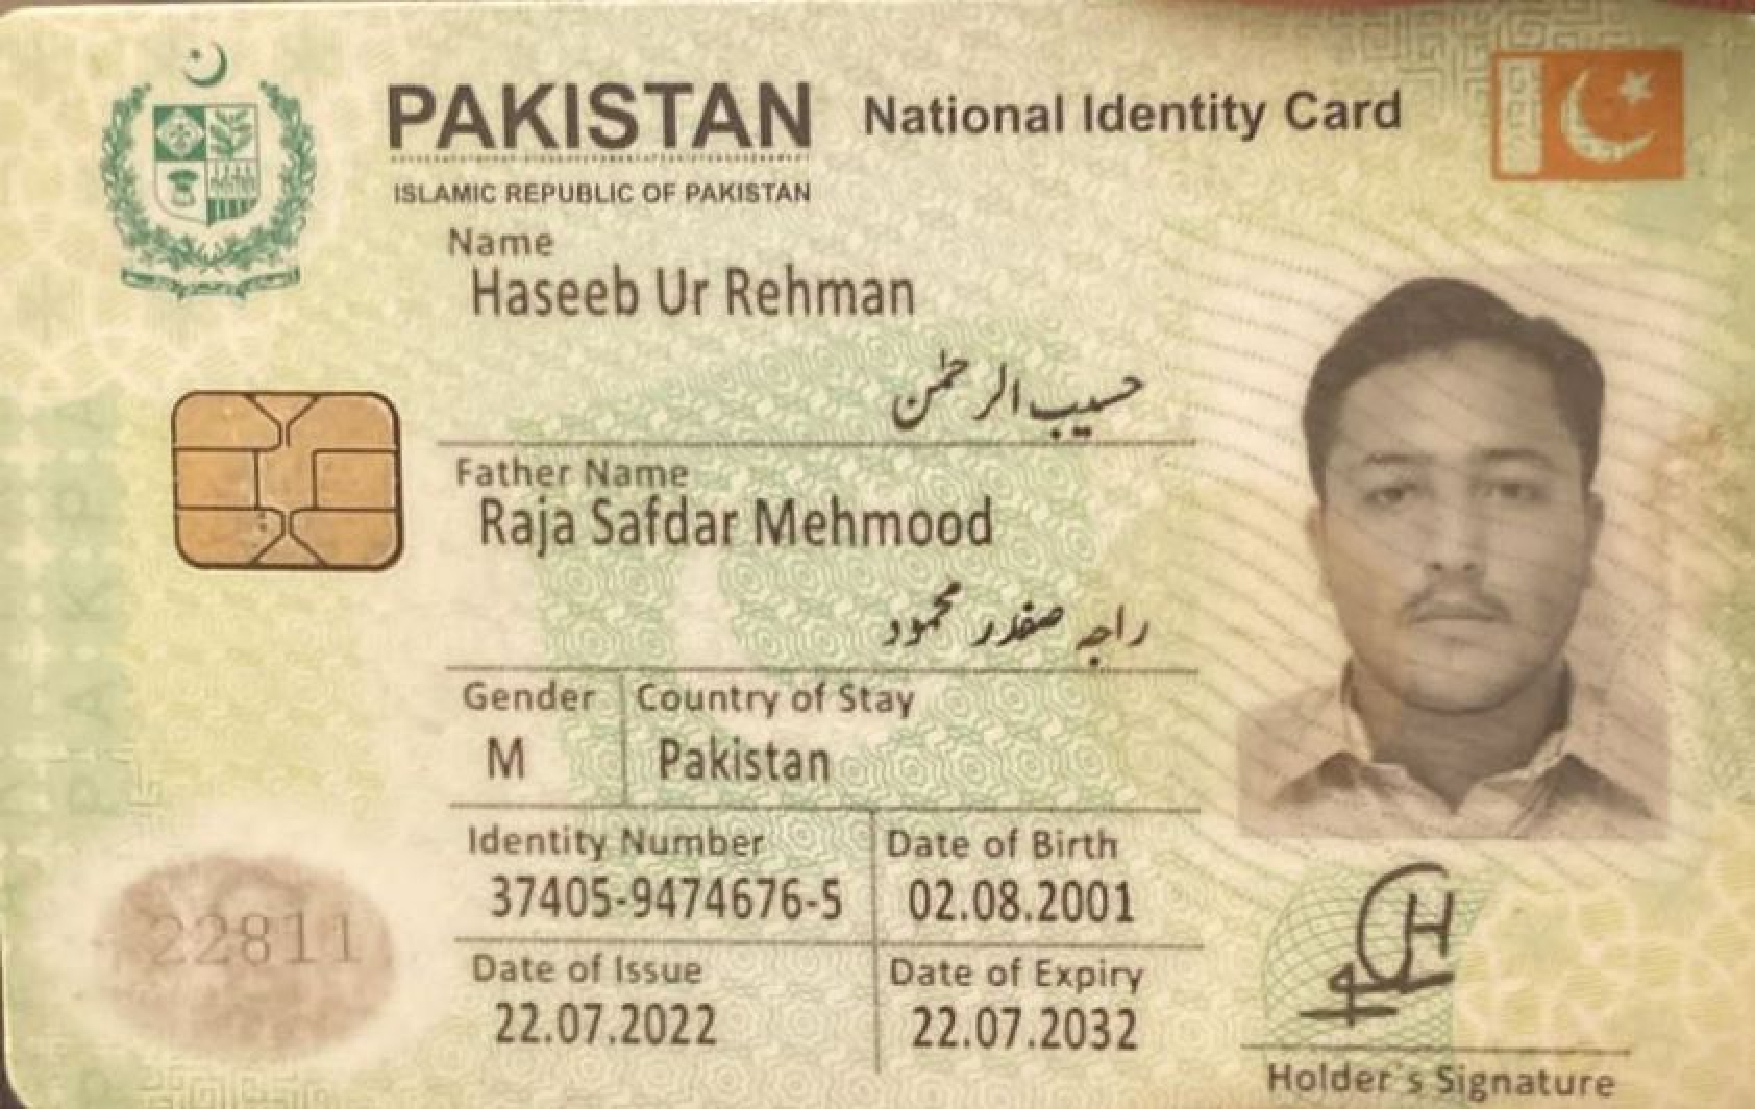 PAKISTAN National Identity Card
ISLAMIC REPUBLIC OF PAKISTAN
Name
Haseeb Ur Rehman
حسیب الرحمٰن
Father Name
Raja Safdar Mehmood
راجہ صفدر محمود
Gender Country of Stay
M Pakistan
Identity Number Date of Birth
37405-9474676-5 02.08.2001
22811
Date of Issue Date of Expiry
22.07.2022 22.07.2032
Holder`s Signature